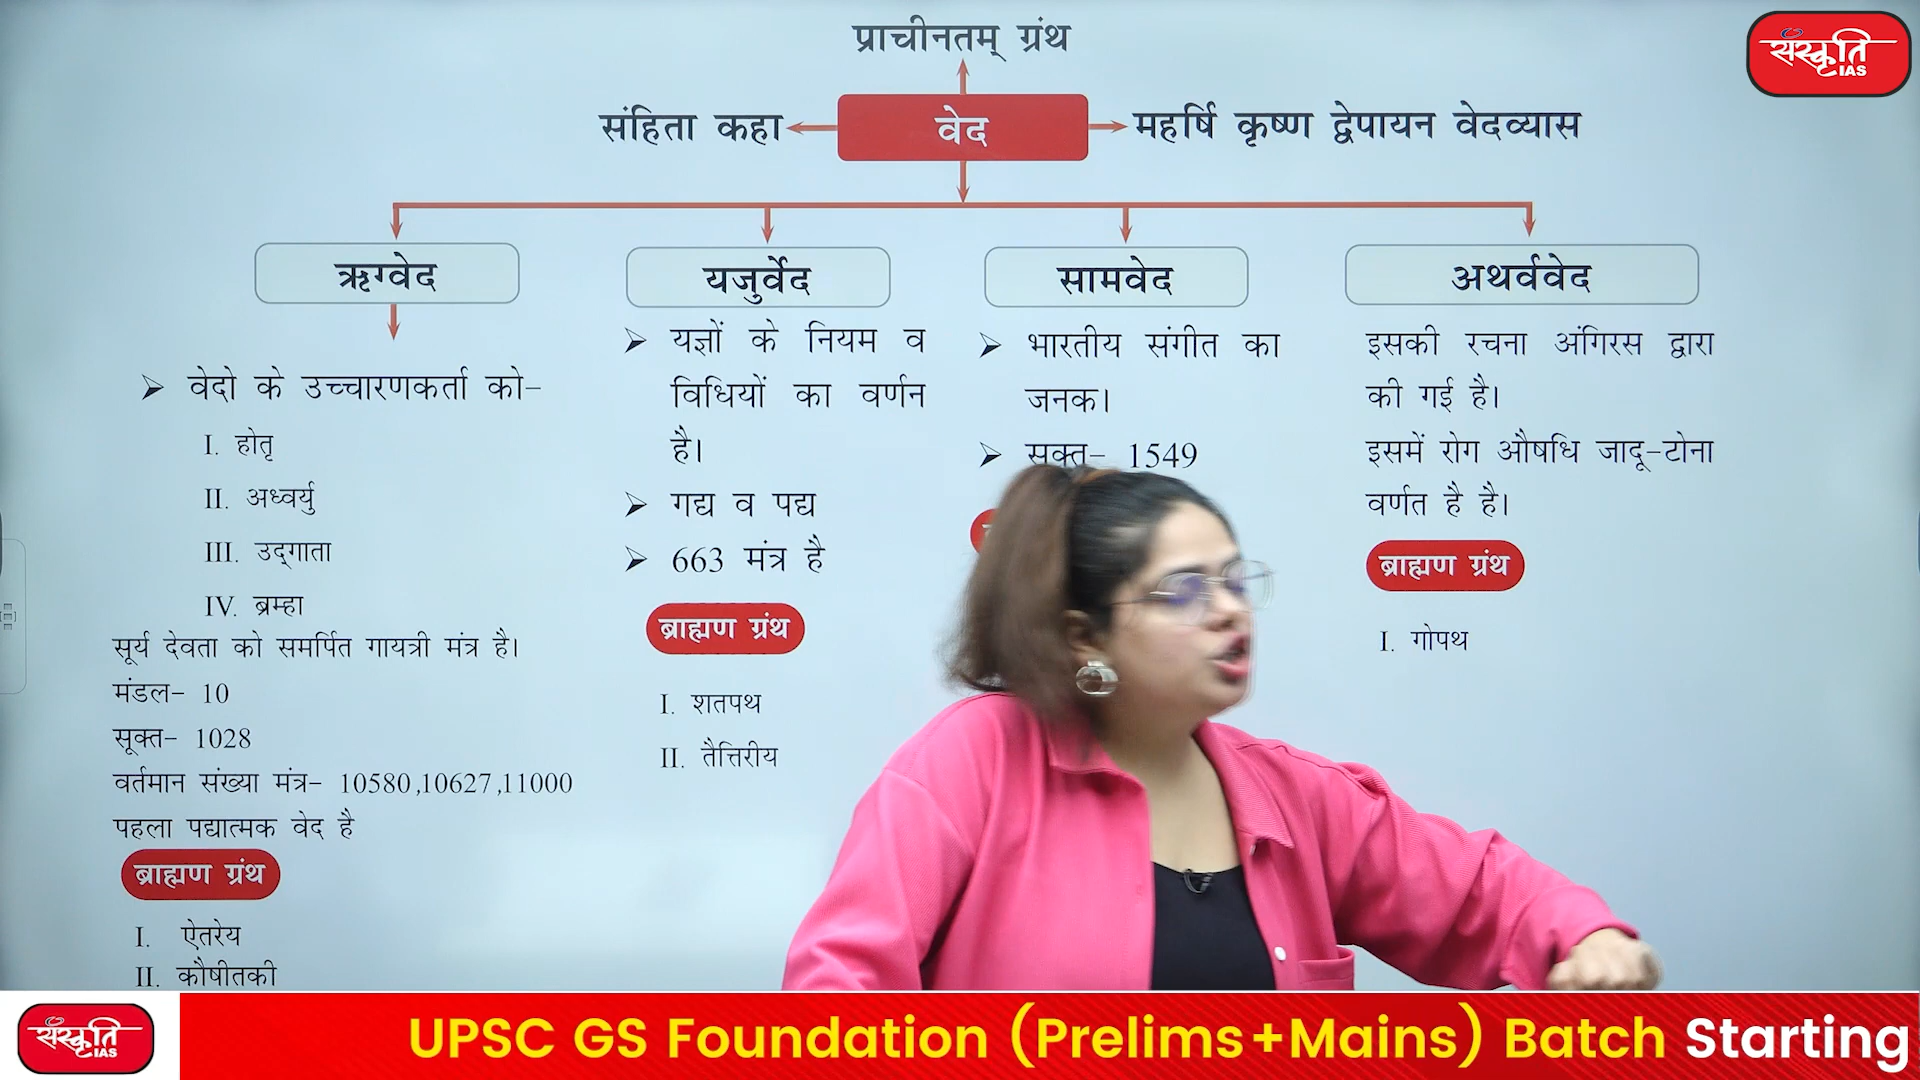 प्राचीनतम् ग्रंथ
संस्कृति
IAS
संहिता कहा
वेद
महर्षि कृष्ण द्वेपायन वेदव्यास
ऋग्वेद
वेदो के उच्चारणकर्ता को-
I. होतृ
II. अध्वर्यु
III. उद्‌गाता
IV. ब्रम्हा
सूर्य देवता को समर्पित गायत्री मंत्र है।
मंडल- 10
सूक्त- 1028
वर्तमान संख्या मंत्र- 10580,10627,11000
पहला पद्यात्मक वेद है
ब्राह्मण ग्रंथ
I. ऐतरेय
II. कौषीतकी
यजुर्वेद
यज्ञों के नियम व
विधियों का वर्णन
है।
गद्य व पद्य
663 मंत्र है
ब्राह्मण ग्रंथ
I. शतपथ
II. तैत्तिरीय
सामवेद
भारतीय संगीत का
जनक।
सूक्त- 1549
अथर्ववेद
इसकी रचना अंगिरस द्वारा
की गई है।
इसमें रोग औषधि जादू-टोना
वर्णत है है।
ब्राह्मण ग्रंथ
I. गोपथ
संस्कृति
IAS
UPSC GS Foundation (Prelims+Mains) Batch Starting